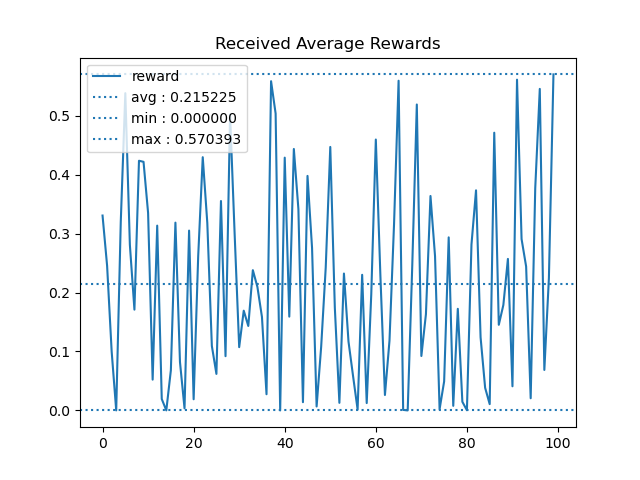 Received Average Rewards
reward
avg : 0.215225
min : 0.000000
max : 0.570393
0.5
0.4
0.3
0.2
0.1
0.0
0 20 40 60 80 100